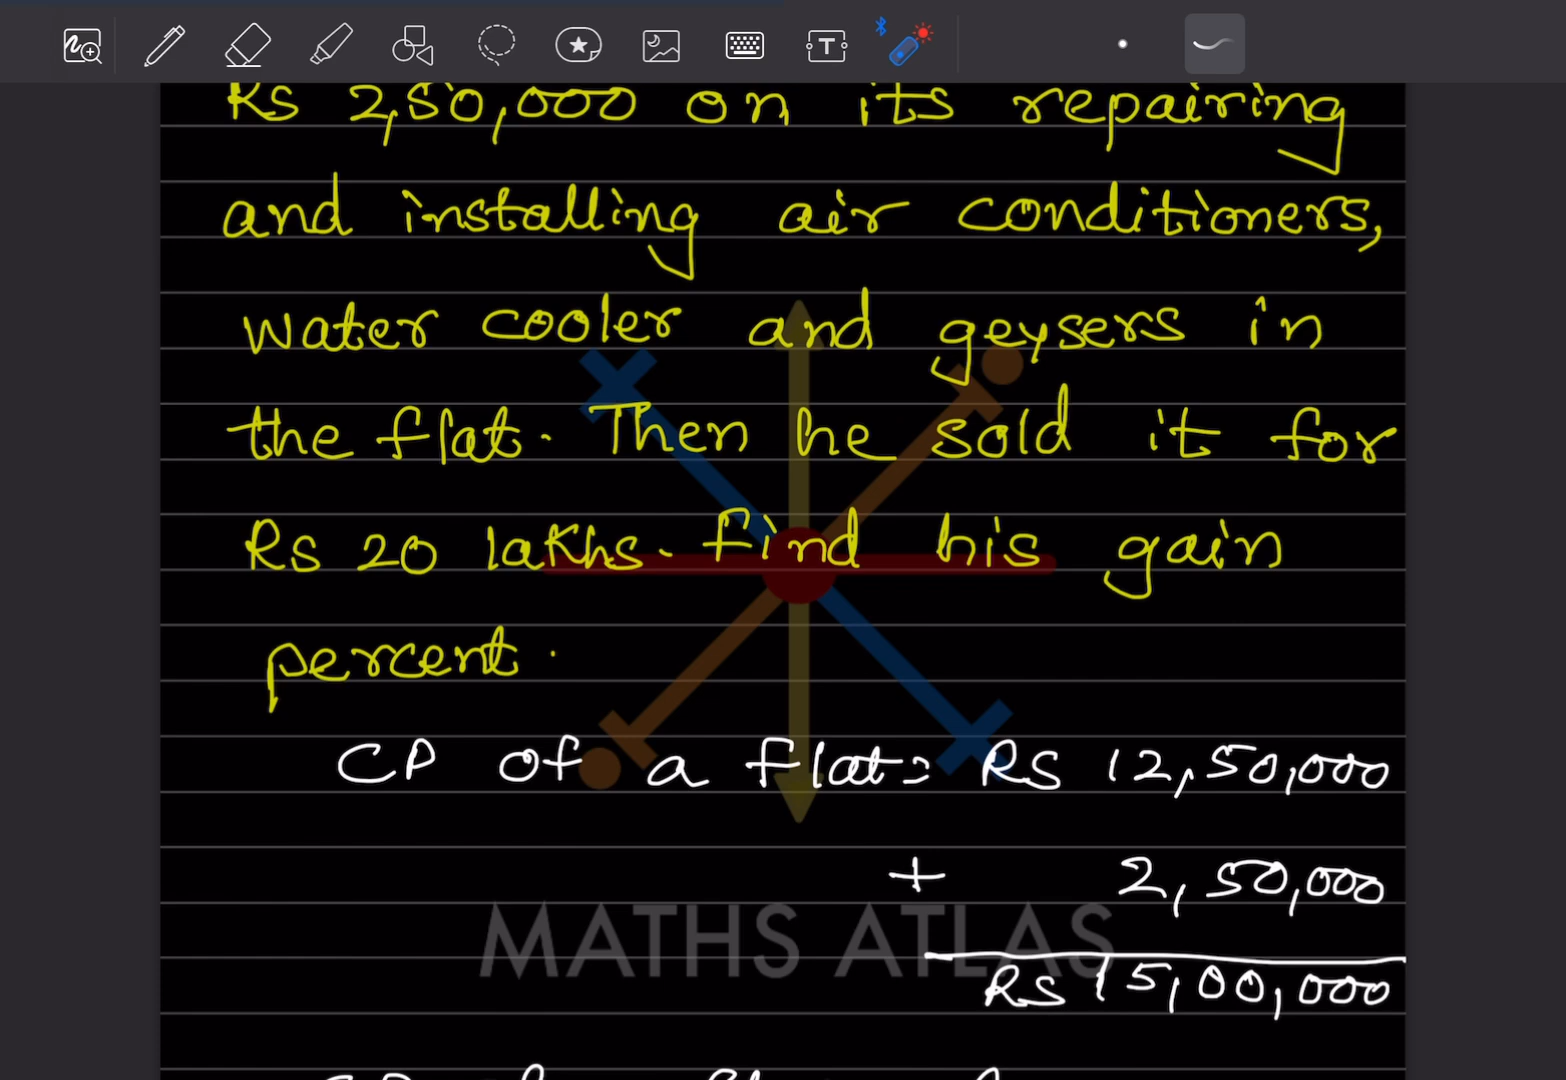 Rs 2,50,000 on its repairing
and installing air conditioners,
water cooler and geysers in
the flat. Then he sold it for
Rs 20 lakhs. Find his gain
percent.
CP of a flat = Rs 12,50,000
+ 2,50,000
MATHS ATLAS
Rs 15,00,000